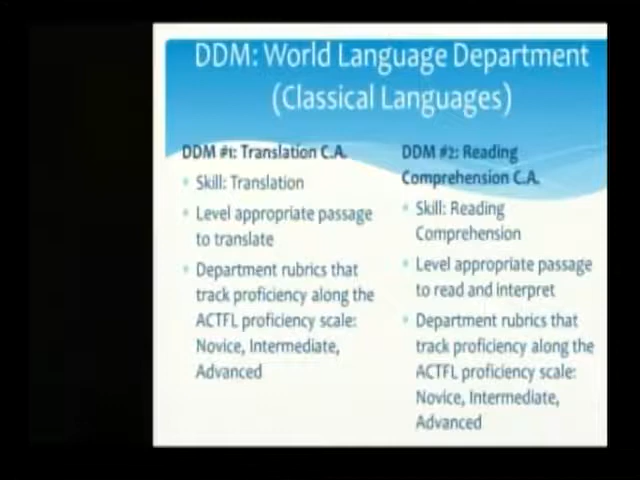 DDM: World Language Department
(Classical Languages)
DDM #1: Translation C.A.
Skill: Translation
Level appropriate passage
to translate
Department rubrics that
track proficiency along the
ACTFL proficiency scale:
Novice, Intermediate,
Advanced
DDM #2: Reading
Comprehension C.A.
Skill: Reading
Comprehension
Level appropriate passage
to read and interpret
Department rubrics that
track proficiency along the
ACTFL proficiency scale:
Novice, Intermediate,
Advanced